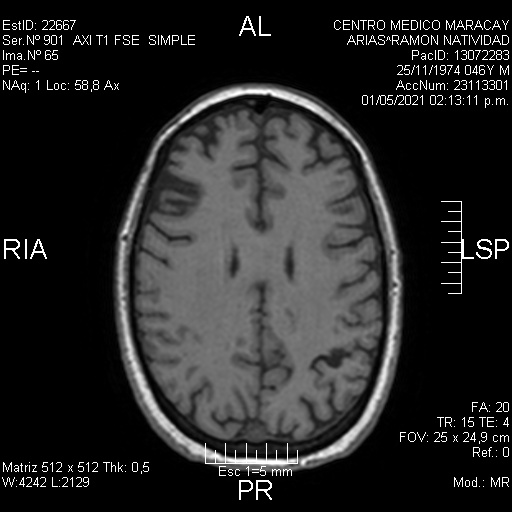 EstID: 22667
Ser.Nº 901 AXI T1 FSE SIMPLE
Ima.Nº 65
PE= --
NAq: 1 Loc: 58,8 Ax
AL
CENTRO MEDICO MARACAY
ARIAS^RAMON NATIVIDAD
PacID: 13072283
25/11/1974 046Y M
AccNum: 23113301
01/05/2021 02:13:11 p.m.
RIA
LSP
FA: 20
TR: 15 TE: 4
FOV: 25 x 24,9 cm
Ref.: 0
Matriz 512 x 512 Thk: 0,5
W:4242 L:2129
Esc 1=5 mm
PR
Mod.: MR